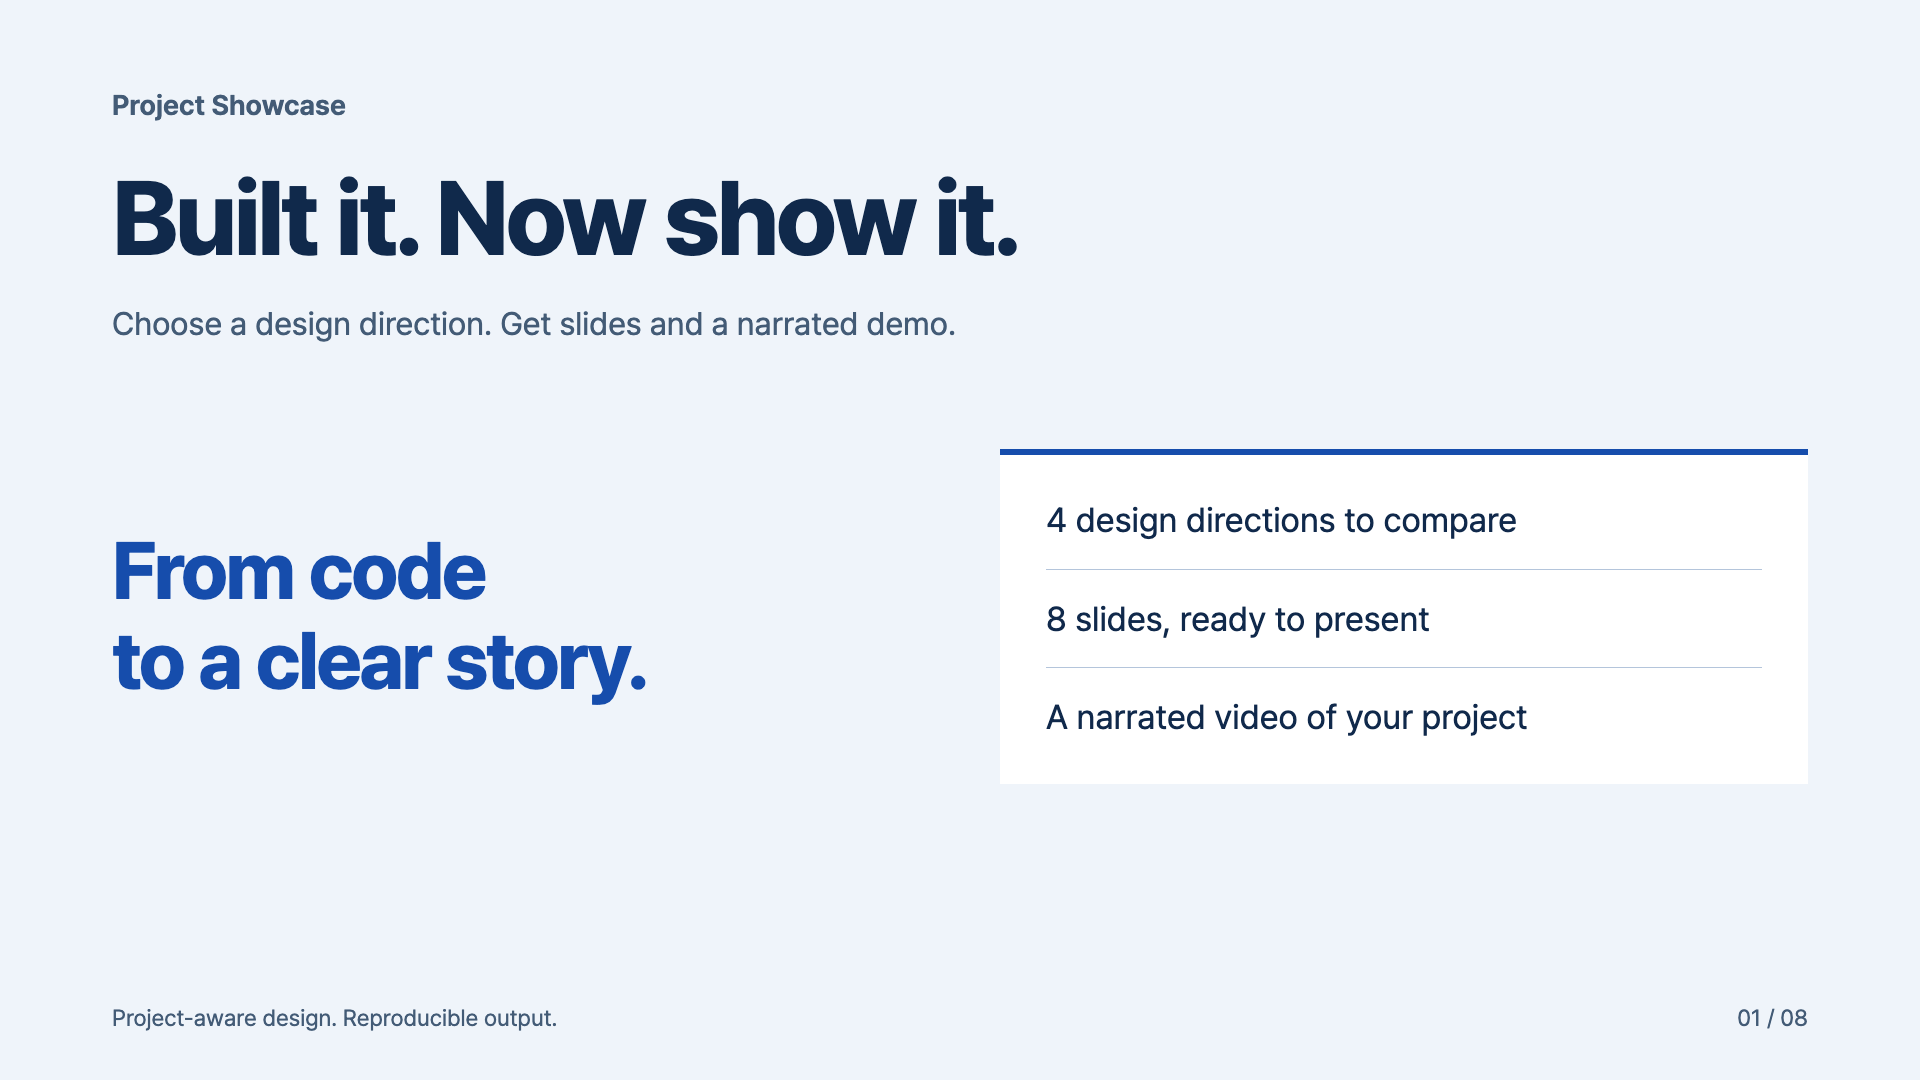 Project Showcase
Built it. Now show it.
Choose a design direction. Get slides and a narrated demo.
From code
to a clear story.
4 design directions to compare
8 slides, ready to present
A narrated video of your project
Project-aware design. Reproducible output.
01 / 08